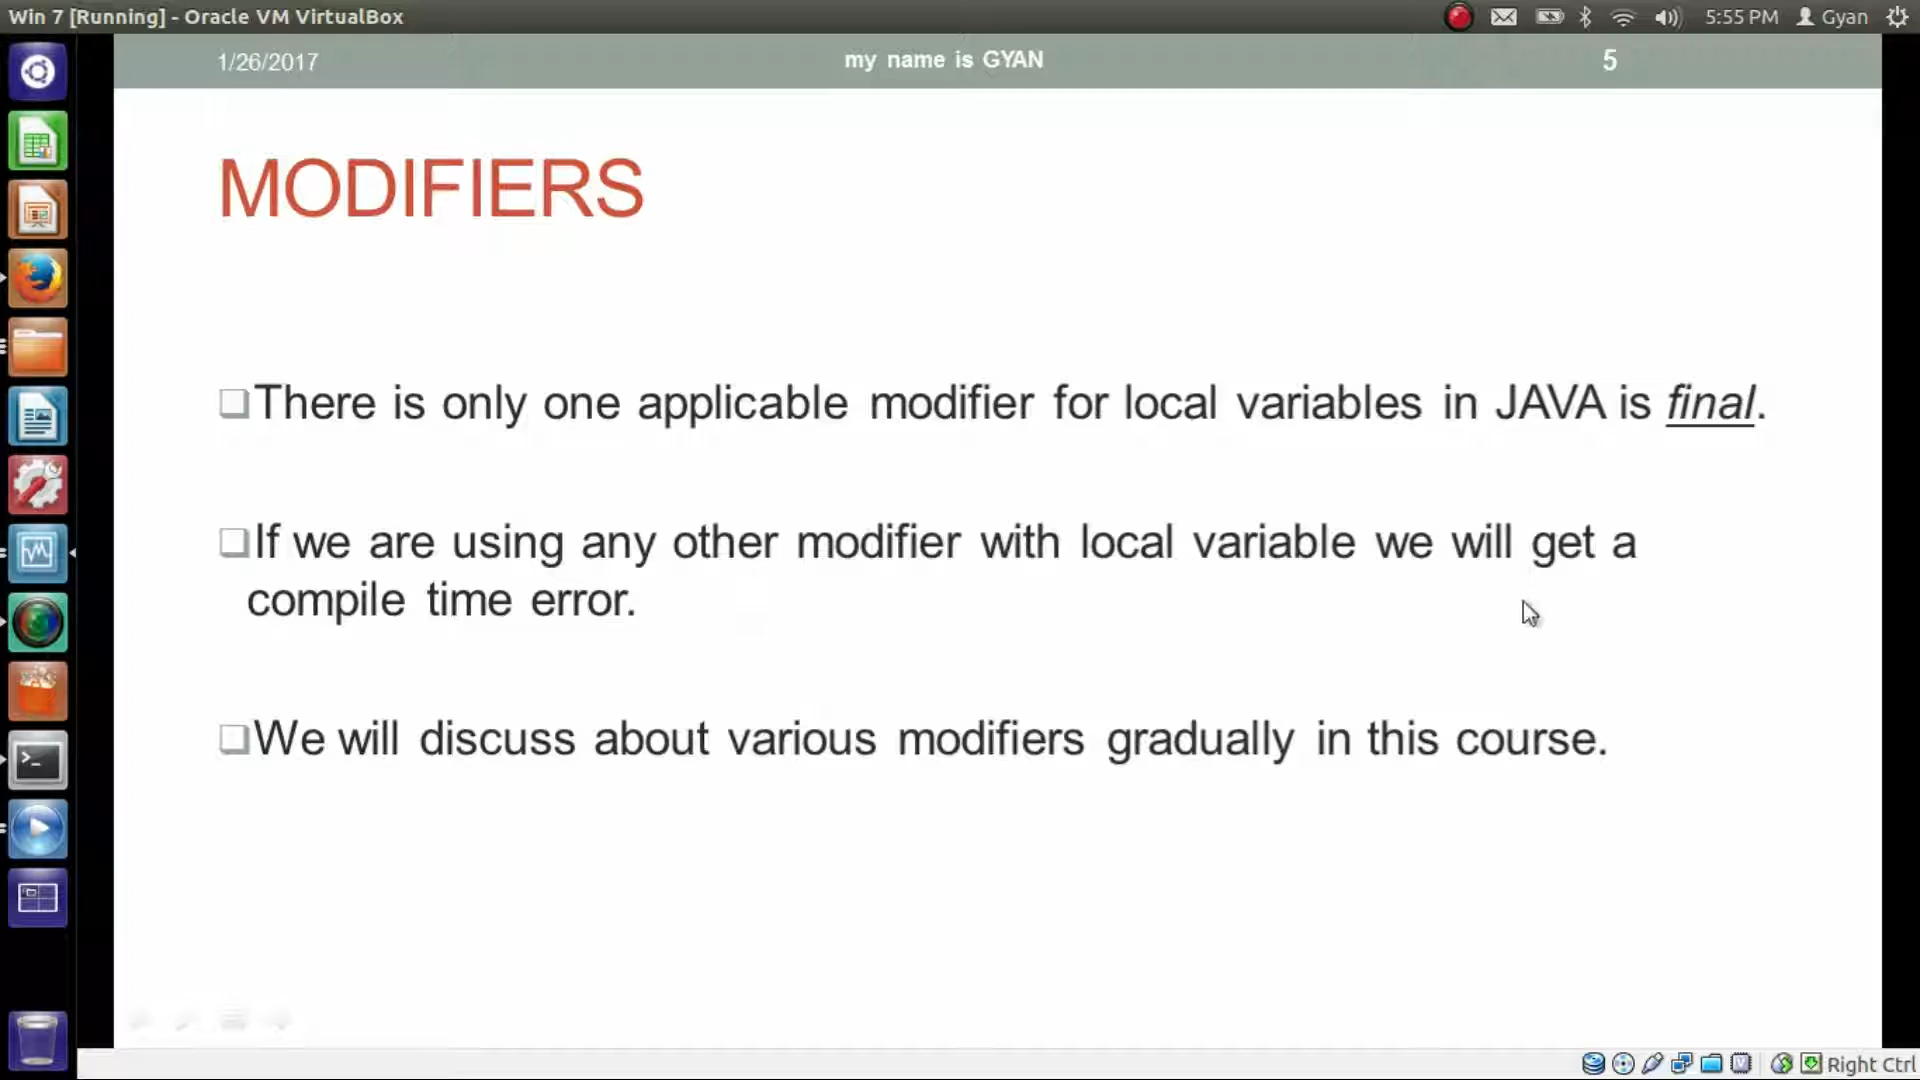 Win 7 [Running] - Oracle VM VirtualBox
5:55 PM Gyan
1/26/2017 my name is GYAN 5
MODIFIERS
There is only one applicable modifier for local variables in JAVA is final.
If we are using any other modifier with local variable we will get a
compile time error.
We will discuss about various modifiers gradually in this course.
Right Ctrl